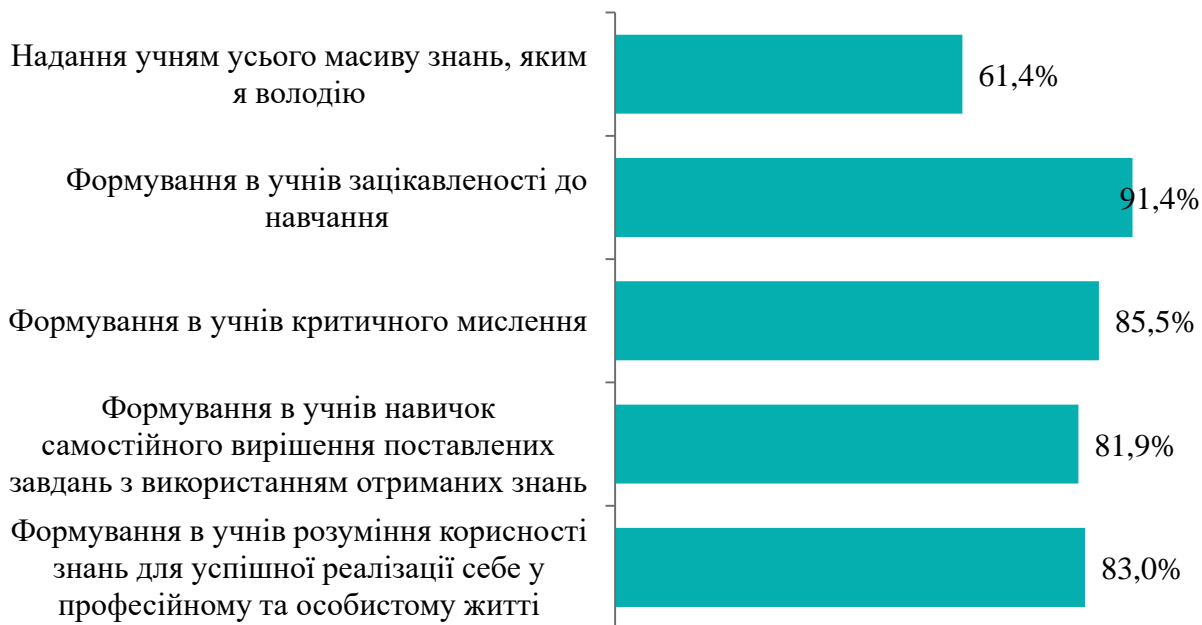 Надання учням усього масиву знань, яким
я володію
61,4%
Формування в учнів зацікавленості до
навчання
91,4%
Формування в учнів критичного мислення
85,5%
Формування в учнів навичок
самостійного вирішення поставлених
завдань з використанням отриманих знань
81,9%
Формування в учнів розуміння корисності
знань для успішної реалізації себе у
професійному та особистому житті
83,0%